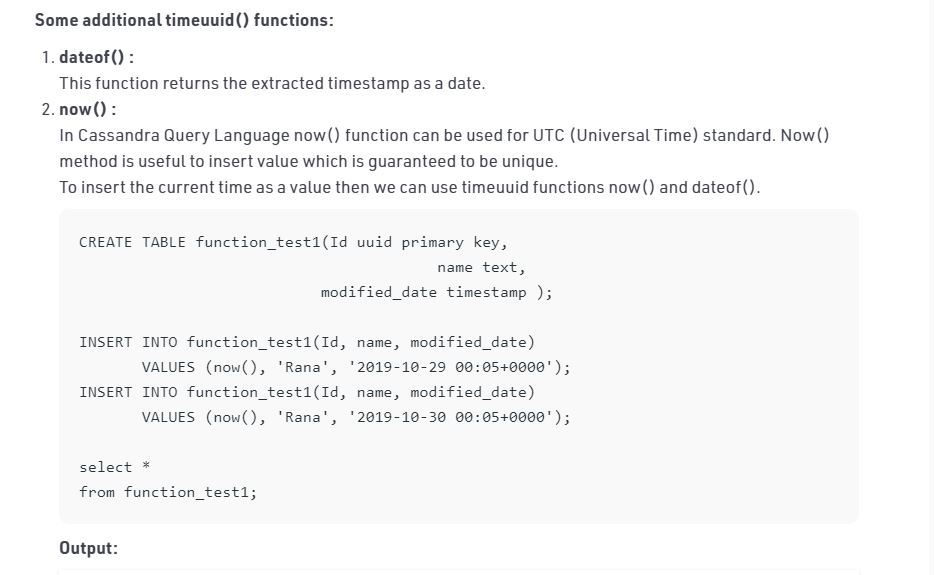 Some additional timeuuid() functions:
1. dateof() :
This function returns the extracted timestamp as a date.
2. now() :
In Cassandra Query Language now() function can be used for UTC (Universal Time) standard. Now()
method is useful to insert value which is guaranteed to be unique.
To insert the current time as a value then we can use timeuuid functions now() and dateof().
CREATE TABLE function_test1(Id uuid primary key,
name text,
modified_date timestamp );
INSERT INTO function_test1(Id, name, modified_date)
VALUES (now(), 'Rana', '2019-10-29 00:05+0000');
INSERT INTO function_test1(Id, name, modified_date)
VALUES (now(), 'Rana', '2019-10-30 00:05+0000');
select *
from function_test1;
Output: